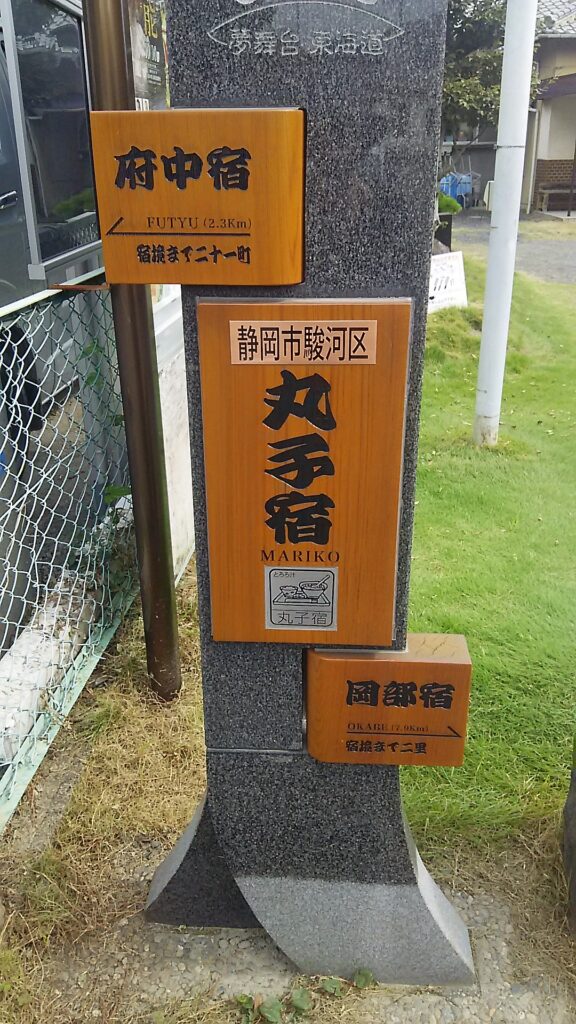 夢舞台 東海道
府中宿
FUTYU (2.3Km)
宿境まで二十一町
静岡市駿河区
丸子宿
MARIKO
とろろ汁
丸子宿
岡部宿
OKABE (7.9Km)
宿境まで二里
能